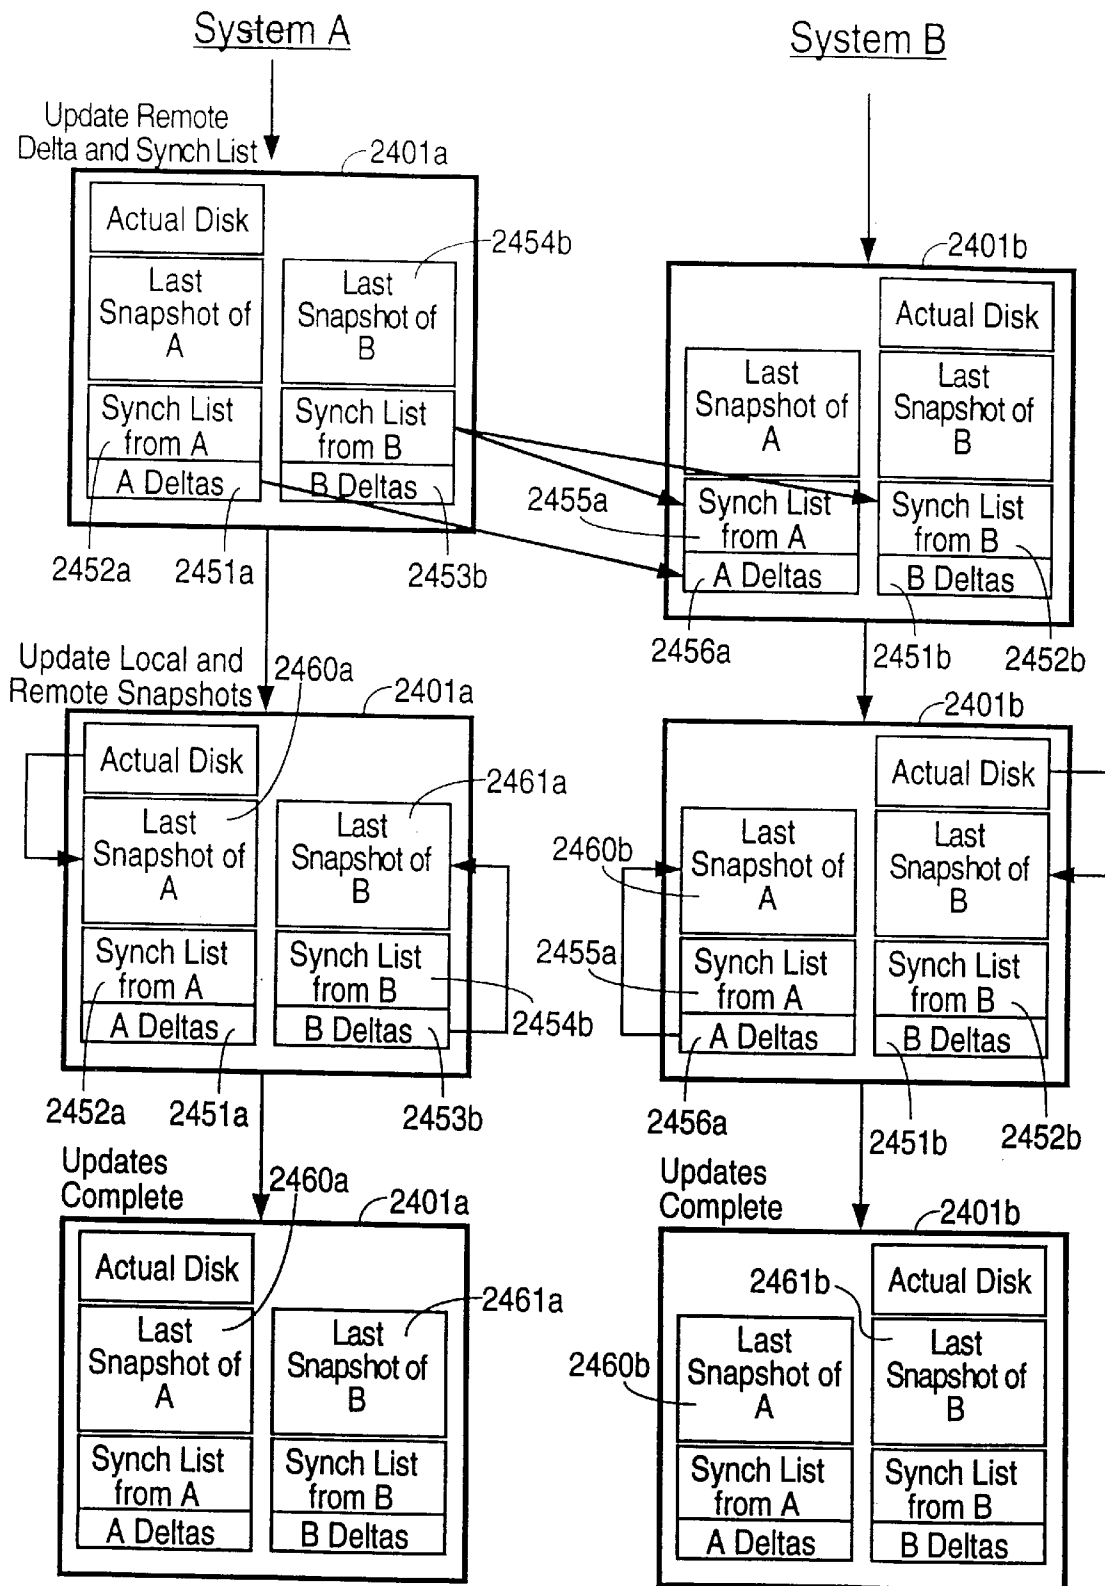 System A
System B
Update Remote
Delta and Synch List
2401a
Actual Disk
2454b
Last
Snapshot of
A
Last
Snapshot of
B
Synch List
from A
A Deltas
Synch List
from B
B Deltas
2452a
2451a
2453b
2401b
Actual Disk
Last
Snapshot of
A
Last
Snapshot of
B
2455a
Synch List
from A
A Deltas
Synch List
from B
B Deltas
2456a
2451b
2452b
Update Local and
Remote Snapshots
2460a
2401a
Actual Disk
2461a
Last
Snapshot of
A
Last
Snapshot of
B
Synch List
from A
A Deltas
Synch List
from B
B Deltas
2454b
2452a
2451a
2453b
2401b
Actual Disk
2460b
Last
Snapshot of
A
Last
Snapshot of
B
2455a
Synch List
from A
A Deltas
Synch List
from B
B Deltas
2456a
2451b
2452b
Updates
Complete
2460a
2401a
Actual Disk
2461a
Last
Snapshot of
A
Last
Snapshot of
B
Synch List
from A
A Deltas
Synch List
from B
B Deltas
Updates
Complete
2401b
2461b
Actual Disk
2460b
Last
Snapshot of
A
Last
Snapshot of
B
Synch List
from A
A Deltas
Synch List
from B
B Deltas